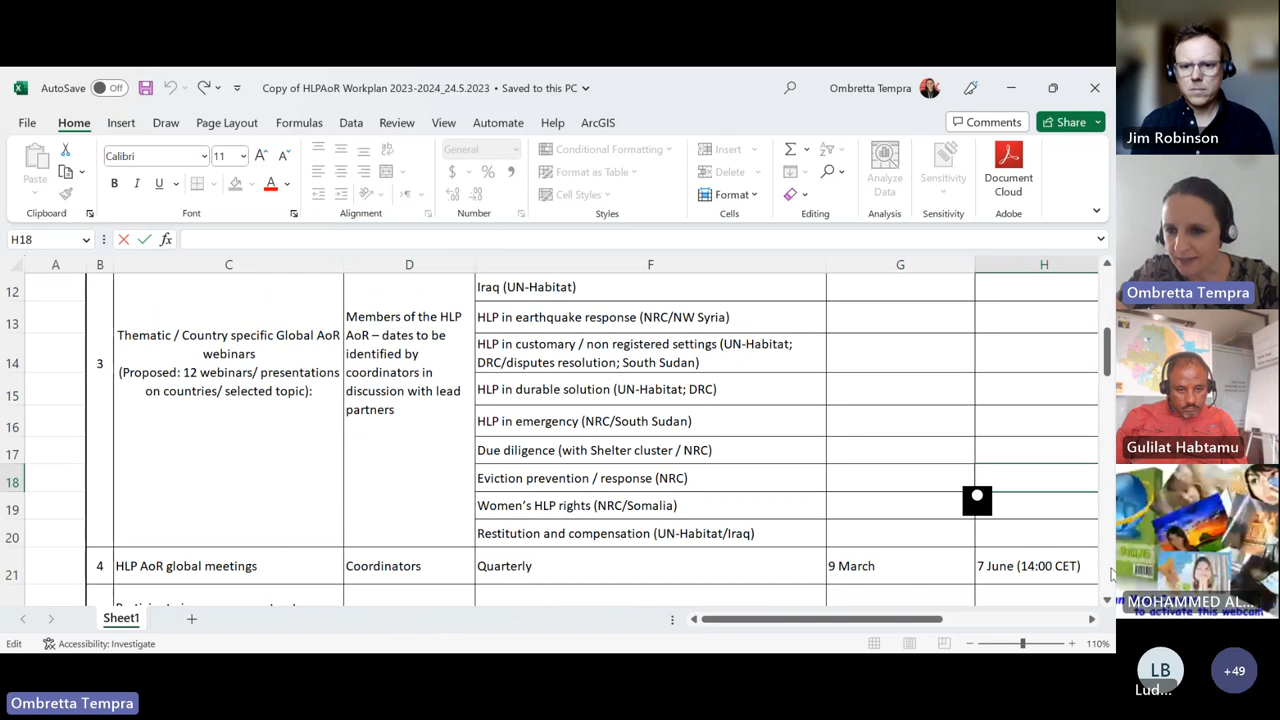 AutoSave Off
Copy of HLPAoR Workplan 2023-2024_24.5.2023 • Saved to this PC
Ombretta Tempra
File Home Insert Draw Page Layout Formulas Data Review View Automate Help ArcGIS
Comments Share
Paste
Clipboard
Calibri 11
B I U
Font
ab
Alignment
General
$ % ,
Number
Conditional Formatting
Format as Table
Cell Styles
Styles
Insert
Delete
Format
Cells
Editing
Analyze Data
Analysis
Sensitivity
Sensitivity
Document Cloud
Adobe
H18 fx
A B C D F G H
12 Iraq (UN-Habitat)
13 HLP in earthquake response (NRC/NW Syria)
14 HLP in customary / non registered settings (UN-Habitat;
DRC/disputes resolution; South Sudan)
15 HLP in durable solution (UN-Habitat; DRC)
16 HLP in emergency (NRC/South Sudan)
17 Due diligence (with Shelter cluster / NRC)
18 Eviction prevention / response (NRC)
19 Women's HLP rights (NRC/Somalia)
20 Restitution and compensation (UN-Habitat/Iraq)
3
Thematic / Country specific Global AoR
webinars
(Proposed: 12 webinars/ presentations
on countries/ selected topic):
Members of the HLP
AoR – dates to be
identified by
coordinators in
discussion with lead
partners
21 4 HLP AoR global meetings Coordinators Quarterly 9 March 7 June (14:00 CET)
Sheet1
Edit Accessibility: Investigate 110%
Ombretta Tempra
Jim Robinson
Ombretta Tempra
Gulilat Habtamu
MOHAMMED AL...
to activate this webcam
LB
Lud...
+49